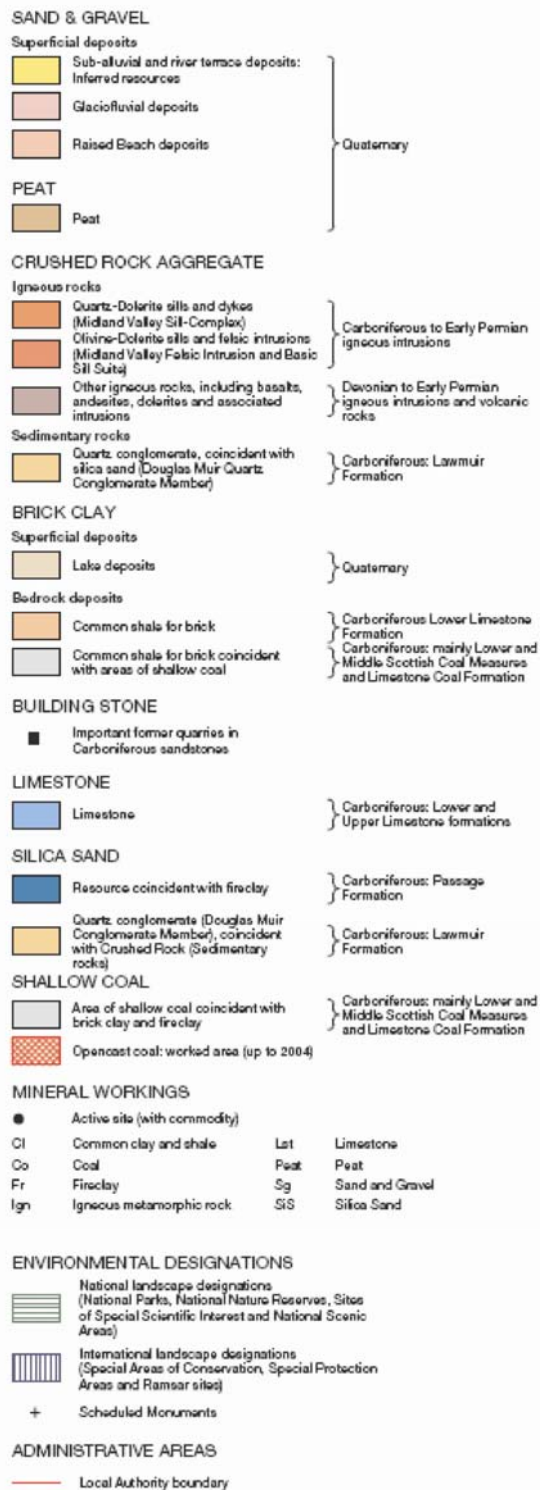 SAND & GRAVEL
Superficial deposits
Sub-alluvial and river terrace deposits:
Inferred resources
Glaciofluvial deposits
Raised Beach deposits
Quaternary
PEAT
Peat
CRUSHED ROCK AGGREGATE
Igneous rocks
Quartz-Dolerite sills and dykes
(Midland Valley Sill-Complex)
Olivine-Dolerite sills and felsic intrusions
(Midland Valley Felsic Intrusion and Basic
Sill Suite)
Carboniferous to Early Permian
igneous intrusions
Other igneous rocks, including basalts,
andesites, dolerites and associated
intrusions
Devonian to Early Permian
igneous intrusions and volcanic
rocks
Sedimentary rocks
Quartz conglomerate, coincident with
silica sand (Douglas Muir Quartz
Conglomerate Member)
Carboniferous: Lawmuir
Formation
BRICK CLAY
Superficial deposits
Lake deposits
Quaternary
Bedrock deposits
Common shale for brick
Carboniferous Lower Limestone
Formation
Common shale for brick coincident
with areas of shallow coal
Carboniferous: mainly Lower and
Middle Scottish Coal Measures
and Limestone Coal Formation
BUILDING STONE
Important former quarries in
Carboniferous sandstones
LIMESTONE
Limestone
Carboniferous: Lower and
Upper Limestone formations
SILICA SAND
Resource coincident with fireclay
Carboniferous: Passage
Formation
Quartz conglomerate (Douglas Muir
Conglomerate Member), coincident
with Crushed Rock (Sedimentary
rocks)
Carboniferous: Lawmuir
Formation
SHALLOW COAL
Area of shallow coal coincident with
brick clay and fireclay
Carboniferous: mainly Lower and
Middle Scottish Coal Measures
and Limestone Coal Formation
Opencast coal: worked area (up to 2004)
MINERAL WORKINGS
Active site (with commodity)
Cl Common clay and shale Lst Limestone
Co Coal Peat Peat
Fr Fireclay Sg Sand and Gravel
Ign Igneous metamorphic rock SiS Silica Sand
ENVIRONMENTAL DESIGNATIONS
National landscape designations
(National Parks, National Nature Reserves, Sites
of Special Scientific Interest and National Scenic
Areas)
International landscape designations
(Special Areas of Conservation, Special Protection
Areas and Ramsar sites)
Scheduled Monuments
ADMINISTRATIVE AREAS
Local Authority boundary